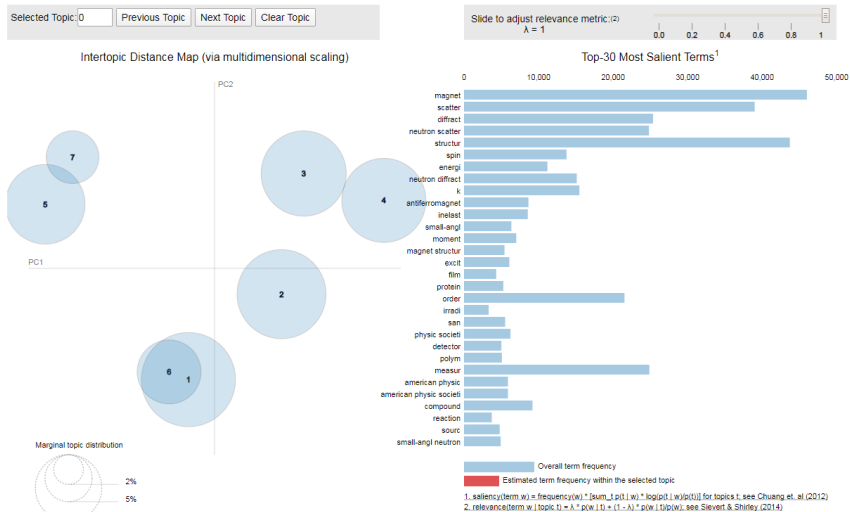 Selected Topic: 0 Previous Topic Next Topic Clear Topic
Slide to adjust relevance metric:(2)
λ = 1
0.0 0.2 0.4 0.6 0.8 1
Intertopic Distance Map (via multidimensional scaling)
PC2
PC1
7
5
3
4
2
6
1
Marginal topic distribution
2%
5%
Top-30 Most Salient Terms1
0 10,000 20,000 30,000 40,000 50,000
magnet
scatter
diffract
neutron scatter
structur
spin
energi
neutron diffract
k
antiferromagnet
inelast
small-angl
moment
magnet structur
excit
film
protein
order
irradi
san
physic societi
detector
polym
measur
american physic
american physic societi
compound
reaction
sourc
small-angl neutron
Overall term frequency
Estimated term frequency within the selected topic
1. saliency(term w) = frequency(w) * [sum_t p(t | w) * log(p(t | w)/p(t))] for topics t; see Chuang et. al (2012)
2. relevance(term w | topic t) = λ * p(w | t) + (1 - λ) * p(w | t)/p(w); see Sievert & Shirley (2014)